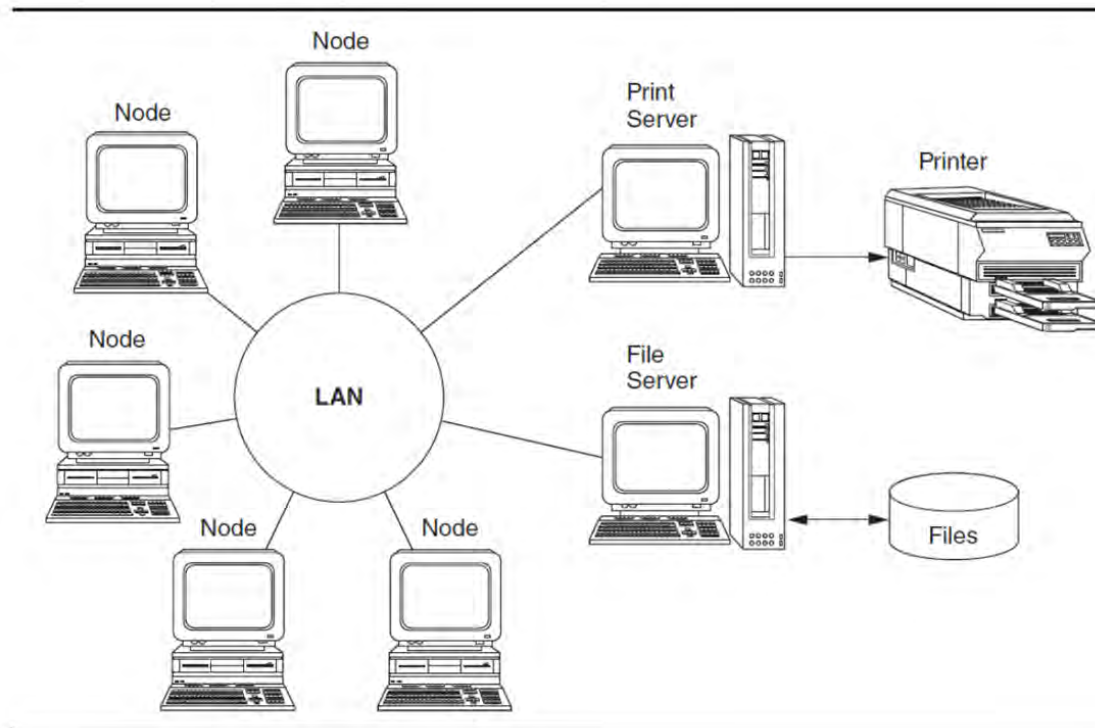 Node
Node
Print
Server
Printer
Node
File
Server
LAN
Node
Node
Files